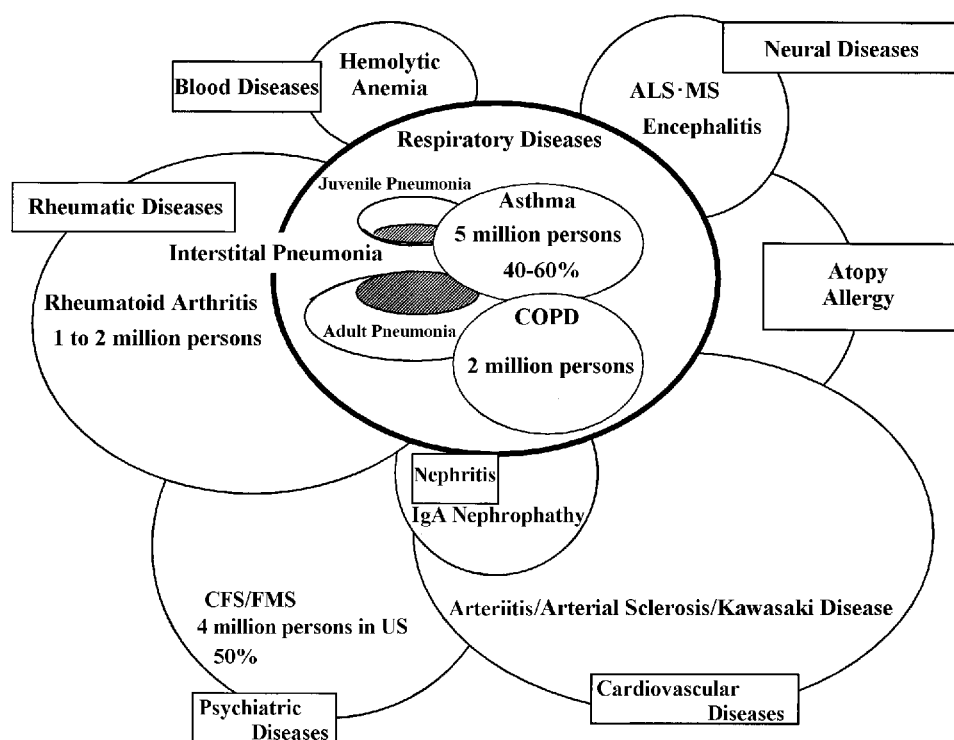 Hemolytic
Anemia
Blood Diseases
Neural Diseases
ALS·MS
Encephalitis
Respiratory Diseases
Juvenile Pneumonia
Asthma
5 million persons
40-60%
Rheumatic Diseases
Interstital Pneumonia
Rheumatoid Arthritis
1 to 2 million persons
Adult Pneumonia
COPD
2 million persons
Atopy
Allergy
Nephritis
IgA Nephrophathy
CFS/FMS
4 million persons in US
50%
Psychiatric
Diseases
Arteriitis/Arterial Sclerosis/Kawasaki Disease
Cardiovascular
Diseases